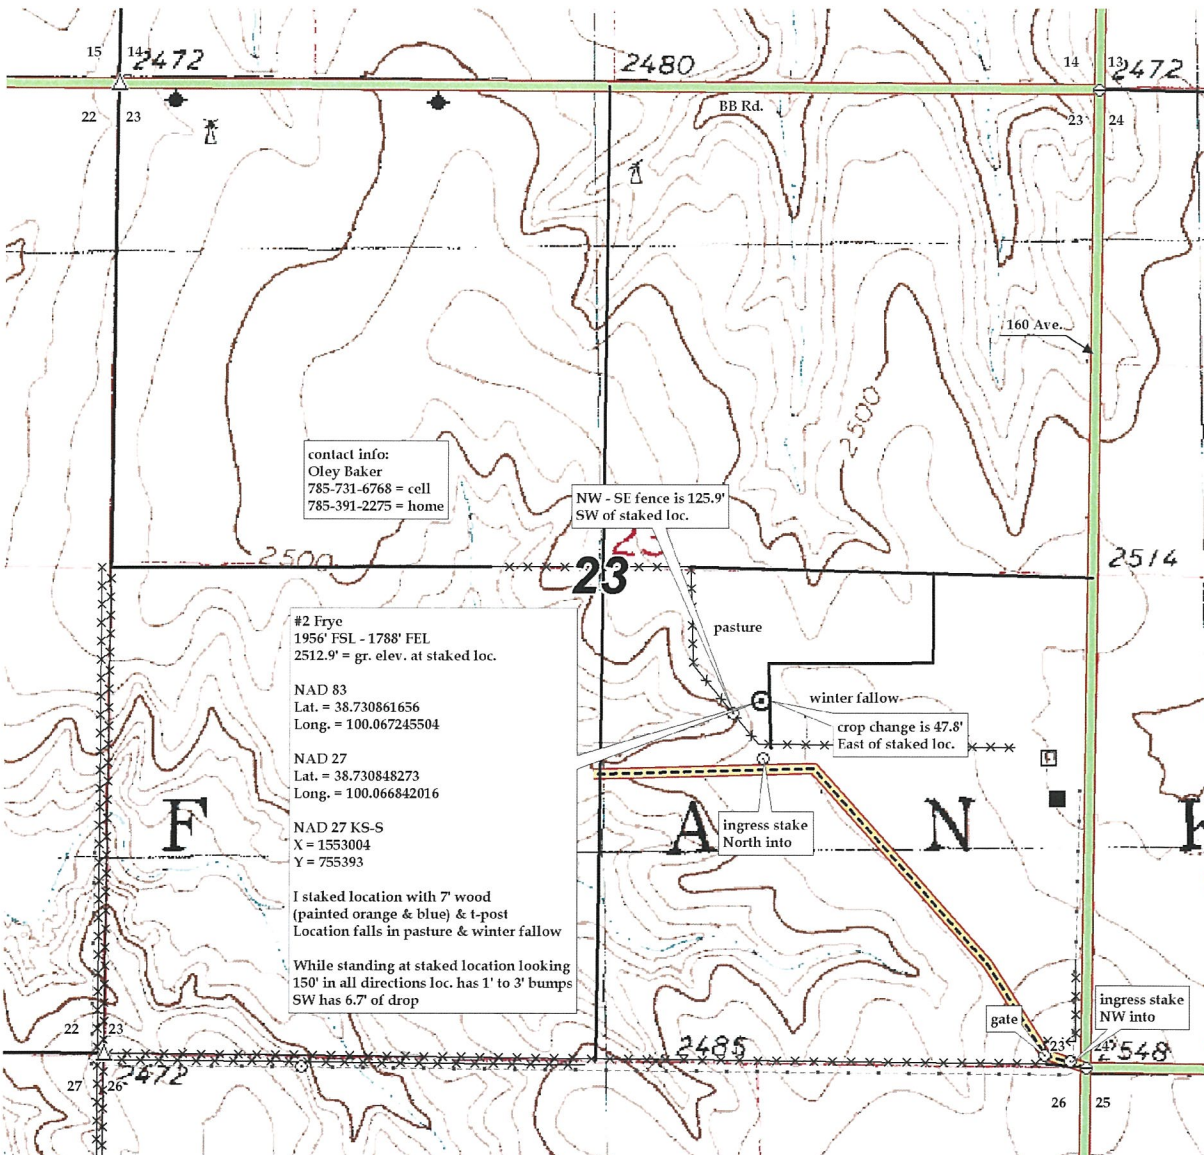 15 14
2472
2480
14 13
2472
BB Rd.
22 23
23 24
160 Ave.
2500
contact info:
Oley Baker
785-731-6768 = cell
785-391-2275 = home
NW - SE fence is 125.9'
SW of staked loc.
2500
23
23
2514
#2 Frye
1956' FSL - 1788' FEL
2512.9' = gr. elev. at staked loc.
NAD 83
Lat. = 38.730861656
Long. = 100.067245504
NAD 27
Lat. = 38.730848273
Long. = 100.066842016
NAD 27 KS-S
X = 1553004
Y = 755393
I staked location with 7' wood
(painted orange & blue) & t-post
Location falls in pasture & winter fallow
While standing at staked location looking
150' in all directions loc. has 1' to 3' bumps
SW has 6.7' of drop
pasture
winter fallow
crop change is 47.8'
East of staked loc.
F A N
ingress stake
North into
ingress stake
NW into
gate
22 23
2485
23 24
2548
2472
27 26
26 25